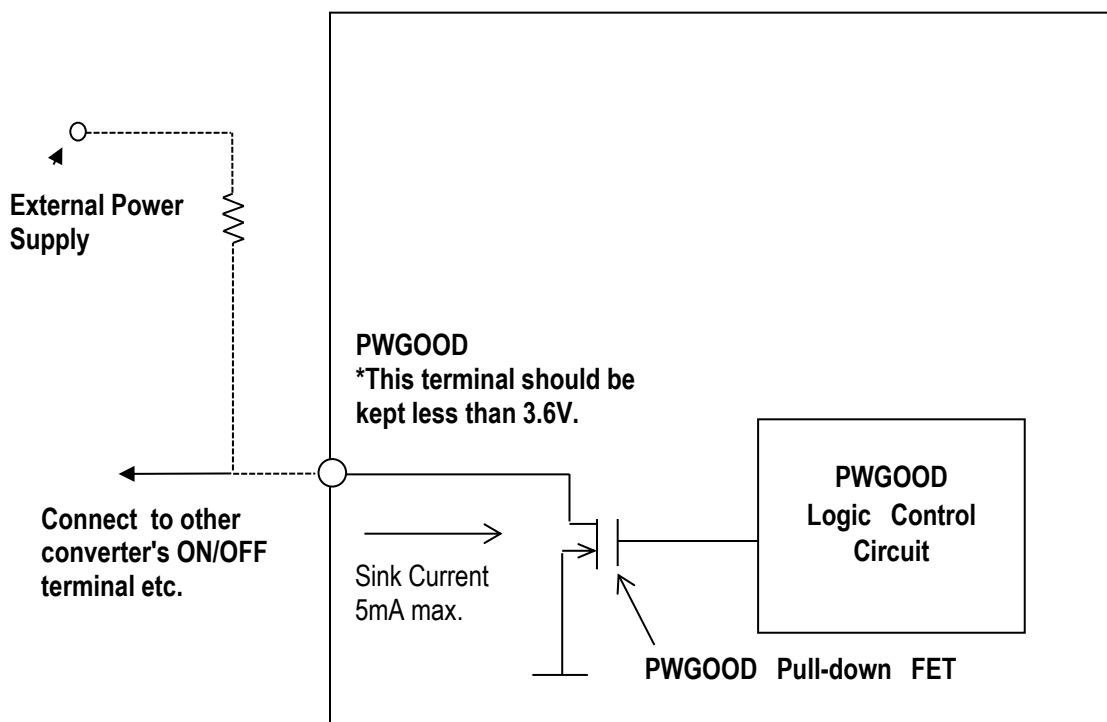 External Power
Supply
PWGOOD
*This terminal should be
kept less than 3.6V.
Connect to other
converter's ON/OFF
terminal etc.
Sink Current
5mA max.
PWGOOD
Logic Control
Circuit
PWGOOD Pull-down FET